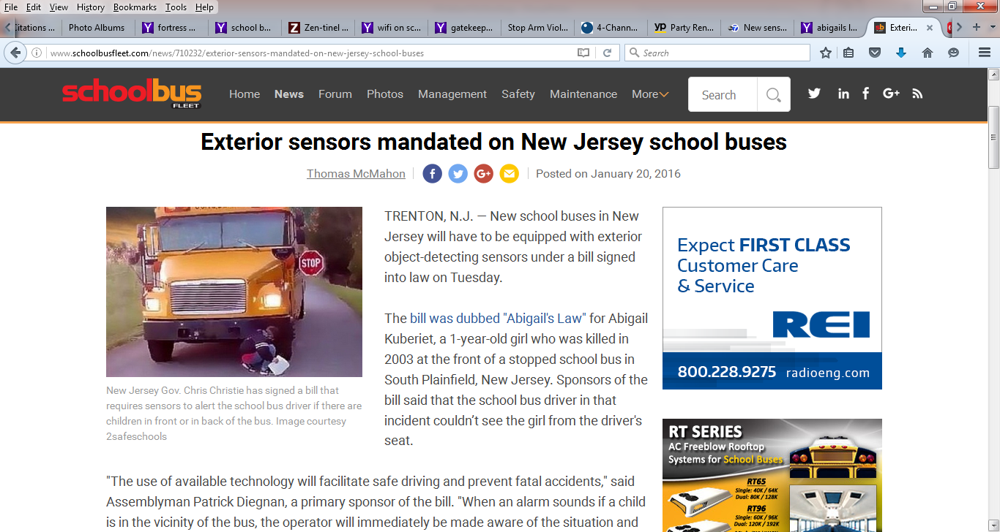 File Edit View History Bookmarks Tools Help
Citations ... Photo Albums fortress ... school b... Zen-tinel ... wifi on sc... gatekeep... Stop Arm Viol... 4-Chann... Party Ren... New sens... abigails l... Exteri...
www.schoolbusfleet.com/news/710232/exterior-sensors-mandated-on-new-jersey-school-buses
Search
schoolbus
FLEET
Home News Forum Photos Management Safety Maintenance More
Search
Exterior sensors mandated on New Jersey school buses
Thomas McMahon
Posted on January 20, 2016
STOP
New Jersey Gov. Chris Christie has signed a bill that
requires sensors to alert the school bus driver if there are
children in front or in back of the bus. Image courtesy
2safeschools
TRENTON, N.J. — New school buses in New
Jersey will have to be equipped with exterior
object-detecting sensors under a bill signed
into law on Tuesday.
The bill was dubbed "Abigail's Law" for Abigail
Kuberiet, a 1-year-old girl who was killed in
2003 at the front of a stopped school bus in
South Plainfield, New Jersey. Sponsors of the
bill said that the school bus driver in that
incident couldn’t see the girl from the driver's
seat.
"The use of available technology will facilitate safe driving and prevent fatal accidents," said
Assemblyman Patrick Diegnan, a primary sponsor of the bill. "When an alarm sounds if a child
is in the vicinity of the bus, the operator will immediately be made aware of the situation and
Expect FIRST CLASS
Customer Care
& Service
REI
800.228.9275 radioeng.com
RT SERIES
AC Freeblow Rooftop
Systems for School Buses
RT65
Single: 40K / 64K
Dual: 80K / 128K
RT96
Single: 60K / 96K
Dual: 120K / 192K